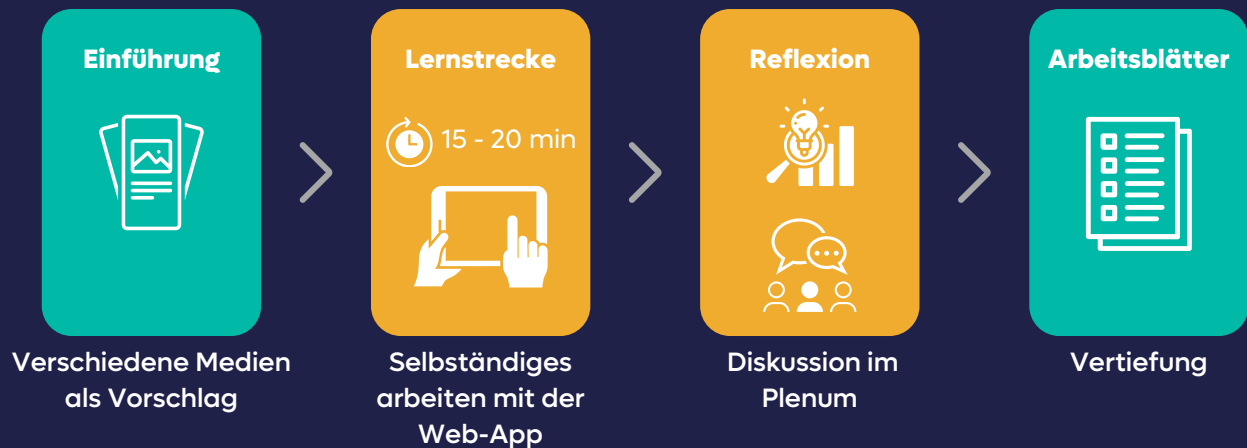 Einführung
Verschiedene Medien
als Vorschlag
Lernstrecke
15 - 20 min
Selbständiges
arbeiten mit der
Web-App
Reflexion
Diskussion im
Plenum
Arbeitsblätter
Vertiefung